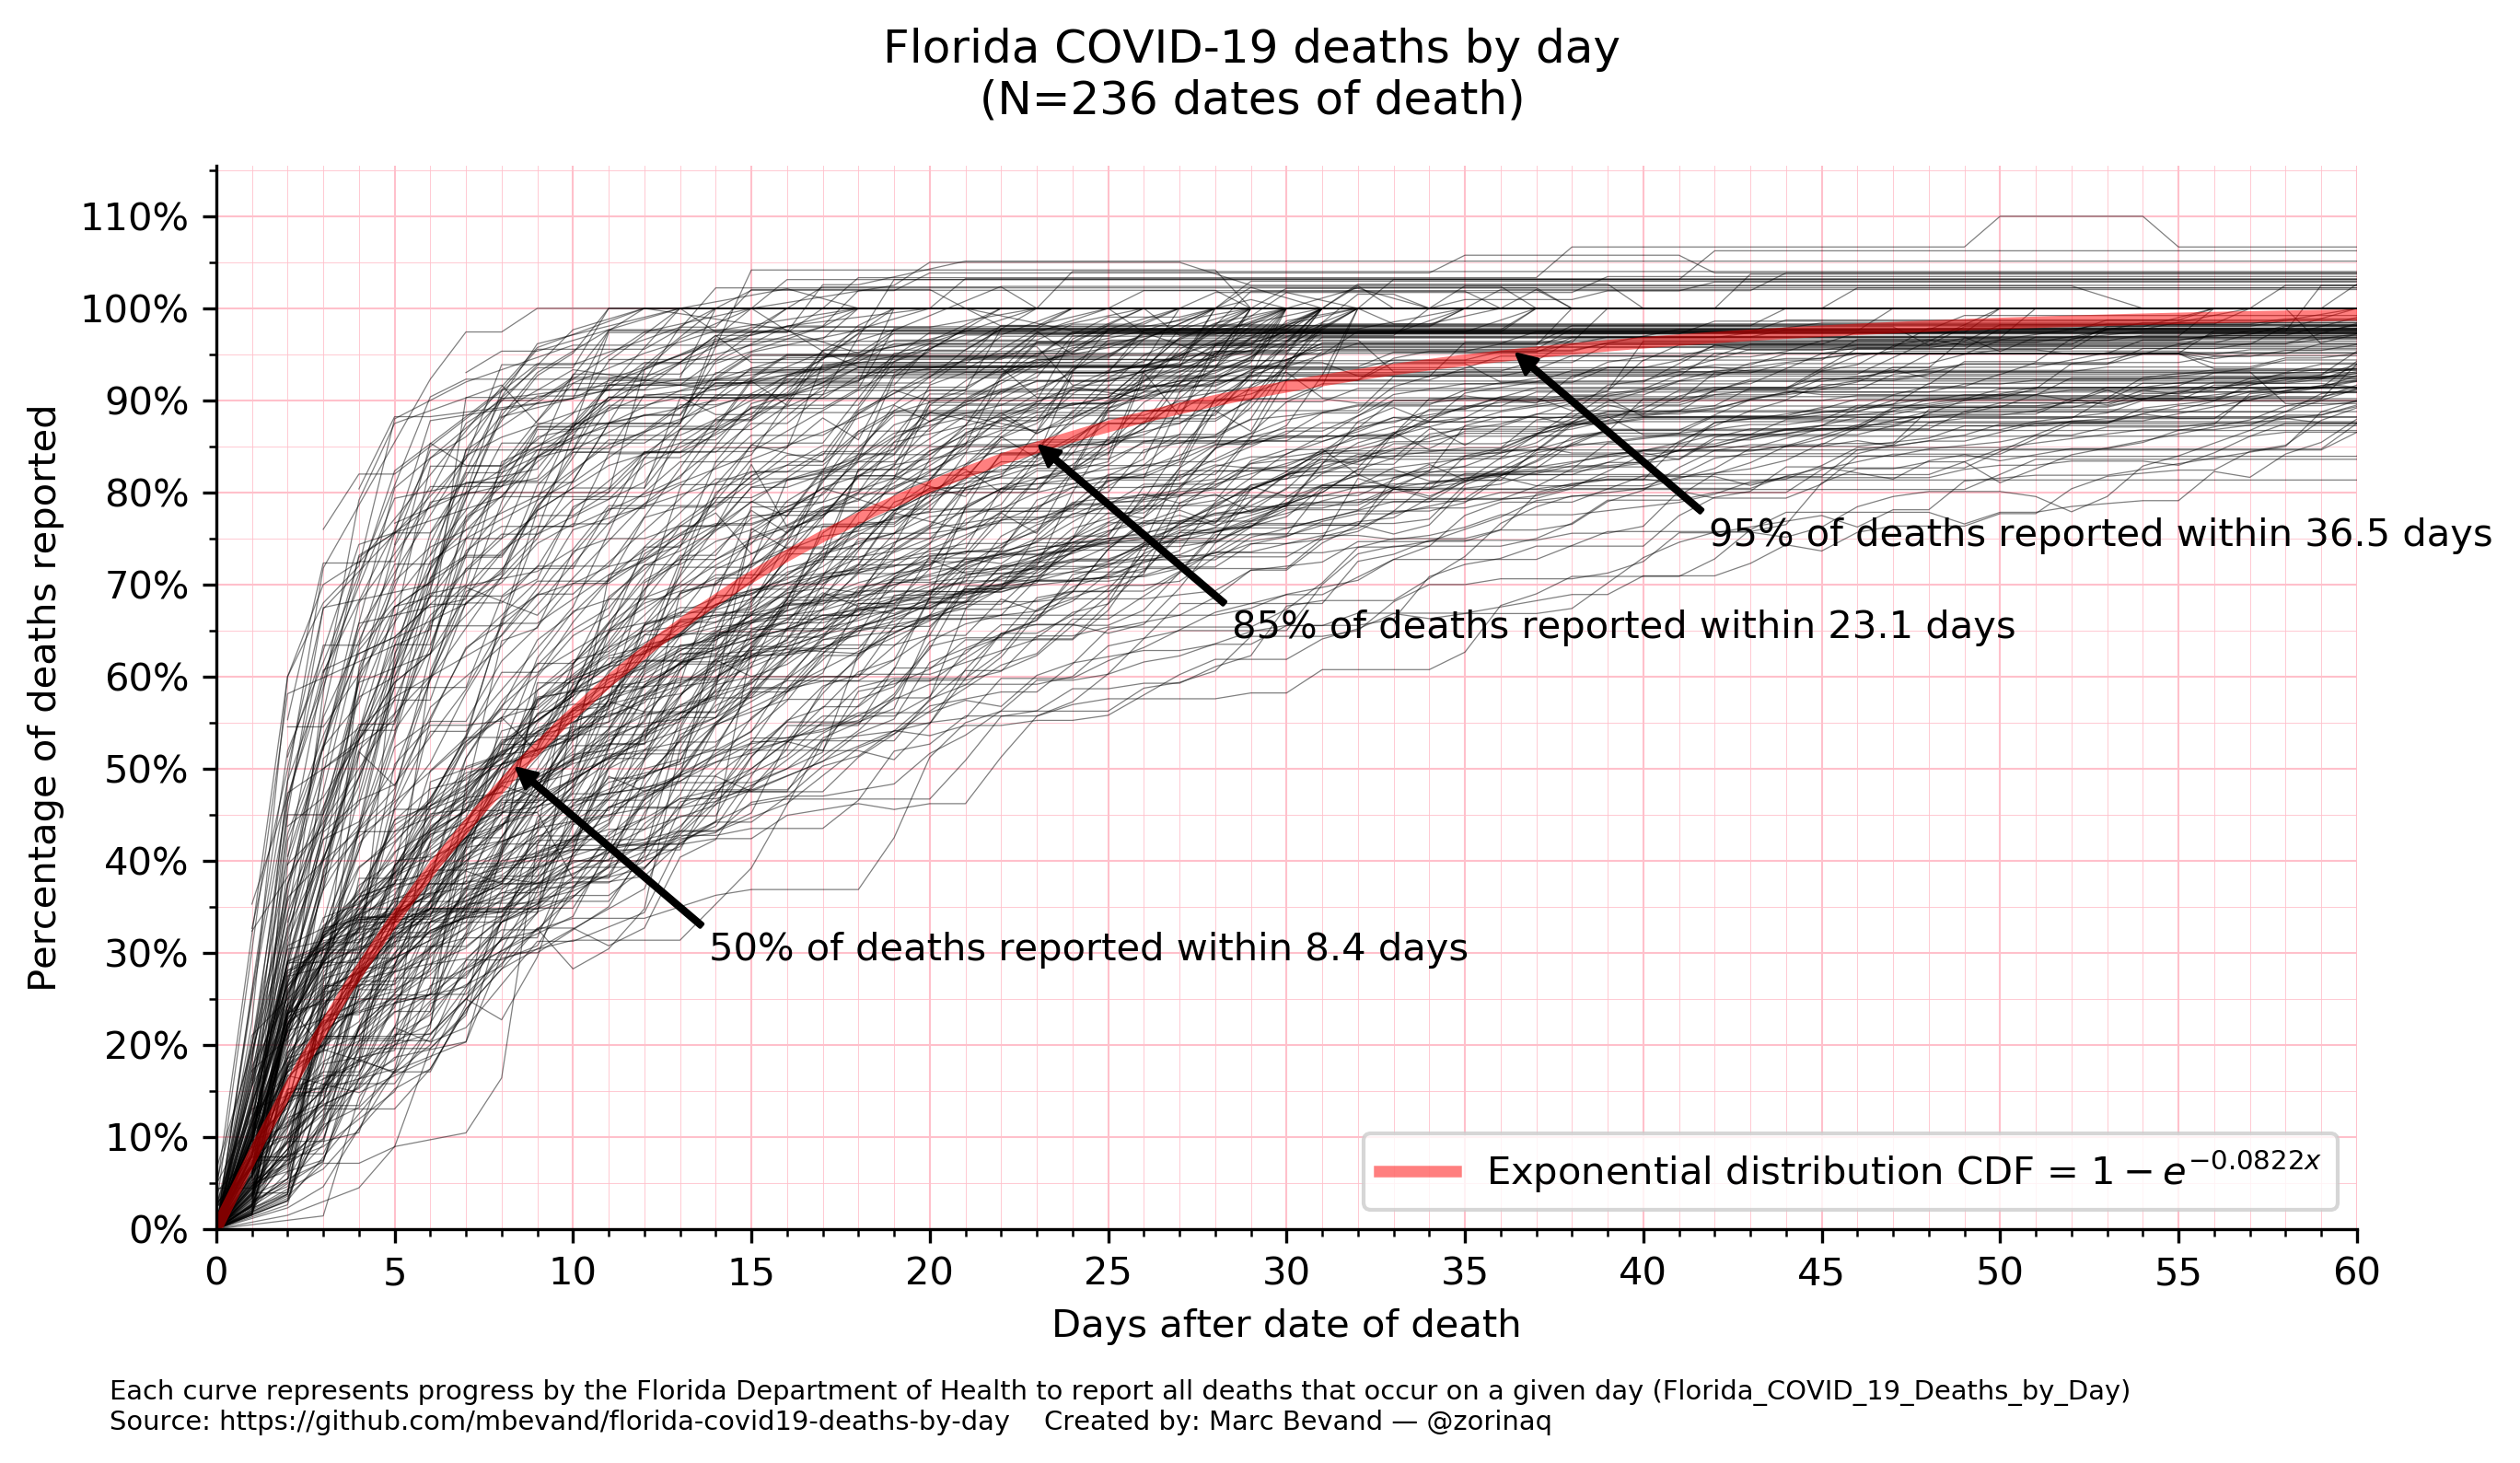 Florida COVID-19 deaths by day
(N=236 dates of death)
110%
100%
90%
80%
70%
60%
50%
40%
30%
20%
10%
0%
Percentage of deaths reported
95% of deaths reported within 36.5 days
85% of deaths reported within 23.1 days
50% of deaths reported within 8.4 days
Exponential distribution CDF = 1 − e^{−0.0822x}
0 5 10 15 20 25 30 35 40 45 50 55 60
Days after date of death
Each curve represents progress by the Florida Department of Health to report all deaths that occur on a given day (Florida_COVID_19_Deaths_by_Day)
Source: https://github.com/mbevand/florida-covid19-deaths-by-day    Created by: Marc Bevand — @zorinaq